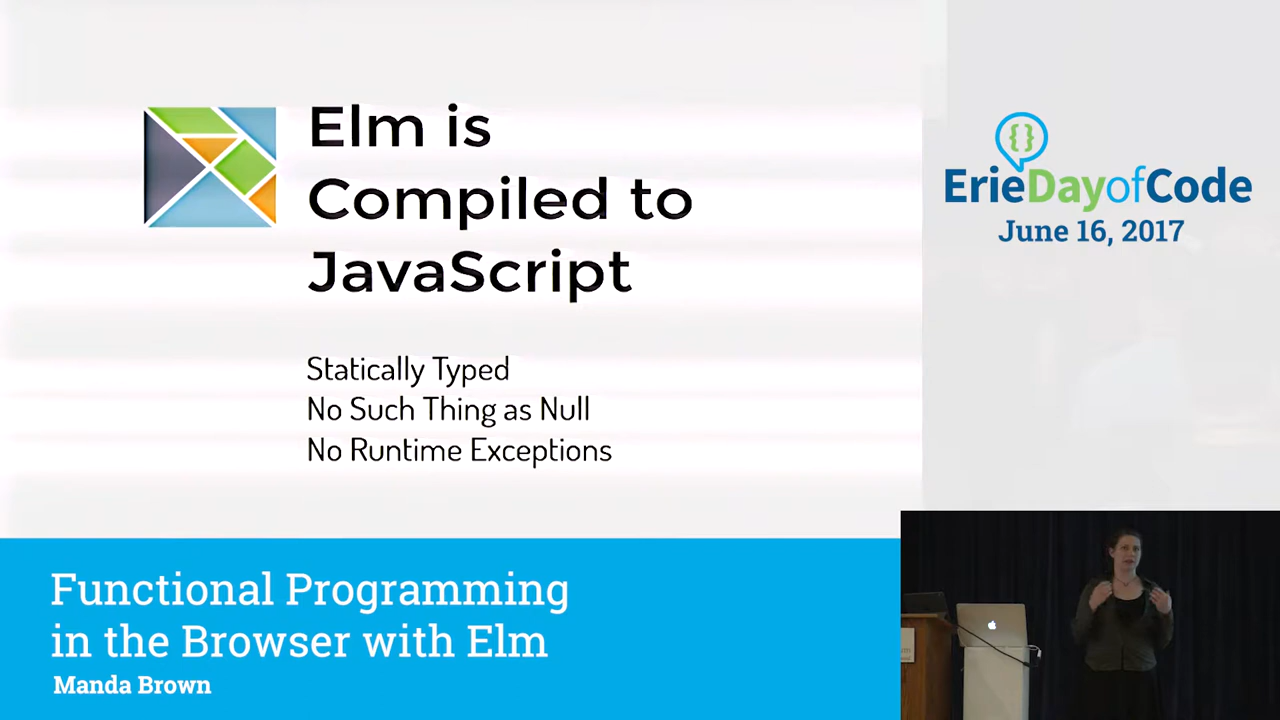 Elm is
Compiled to
JavaScript
Statically Typed
No Such Thing as Null
No Runtime Exceptions
{}
ErieDayofCode
June 16, 2017
Functional Programming
in the Browser with Elm
Manda Brown